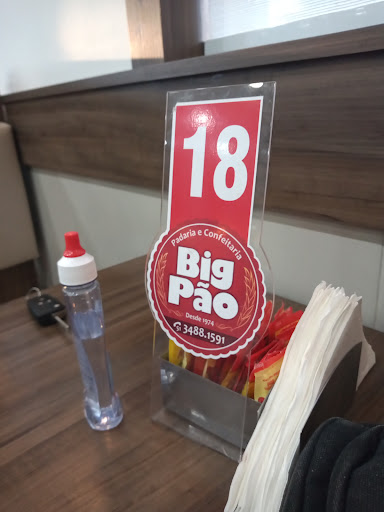 18
Padaria e Confeitaria
Big
Pão
Desde 1974
3488.1591